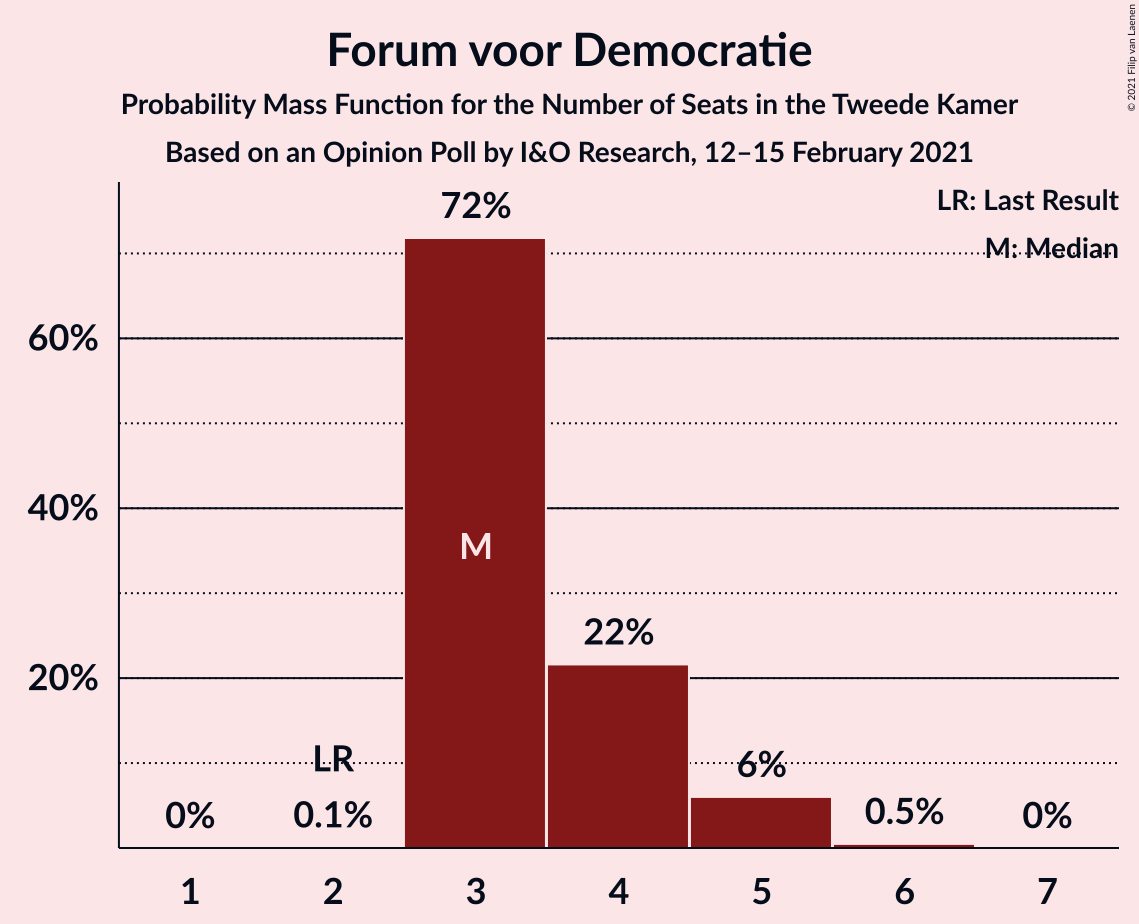 Forum voor Democratie
Probability Mass Function for the Number of Seats in the Tweede Kamer
Based on an Opinion Poll by I&O Research, 12–15 February 2021
© 2021 Filip van Laenen
LR: Last Result
M: Median
72%
60%
40%
M
22%
20%
LR
6%
0%
0.1%
0.5%
0%
1
2
3
4
5
6
7